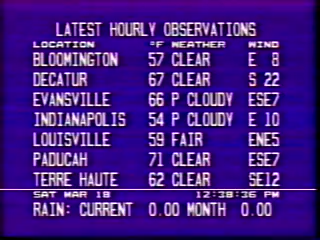 LATEST HOURLY OBSERVATIONS
LOCATION °F WEATHER WIND
BLOOMINGTON 57 CLEAR E 8
DECATUR 67 CLEAR S 22
EVANSVILLE 66 P CLOUDY ESE7
INDIANAPOLIS 54 P CLOUDY E 10
LOUISVILLE 59 FAIR ENE5
PADUCAH 71 CLEAR ESE7
TERRE HAUTE 62 CLEAR SE12
SAT MAR 18 12:38:36 PM
RAIN: CURRENT 0.00 MONTH 0.00